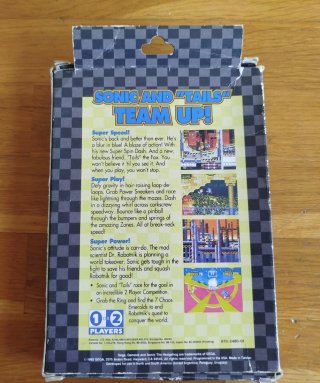 SONIC AND "TAILS"
TEAM UP!
Super Speed!
Sonic's back and better than ever. He's
a blur in blue! A blaze of action! With
his new Super Spin Dash. And a new,
fabulous friend, "Tails" the Fox. You
won't believe it 'til you see it. And
when you play, you won't stop.
Super Play!
Defy gravity in hair-raising loop-de-
loops. Grab Power Sneakers and race
like lightning through the mazes. Dash
in a dizzying whirl across corkscrew
speedways. Bounce like a pinball
through the bumpers and springs
of the amazing Zones. All at break-neck
speed!
Super Power!
Sonic's attitude is can-do. The mad
scientist Dr. Robotnik is planning a
world takeover. Sonic gets tough in the
fight to save his friends and squash
Robotnik for good!
• Sonic and "Tails" race for the goal in
an incredible 2 Player Competition.
• Grab the Ring and find the 7 Chaos
Emeralds to end
Robotnik's quest to
conquer the world.
1 or 2
PLAYERS